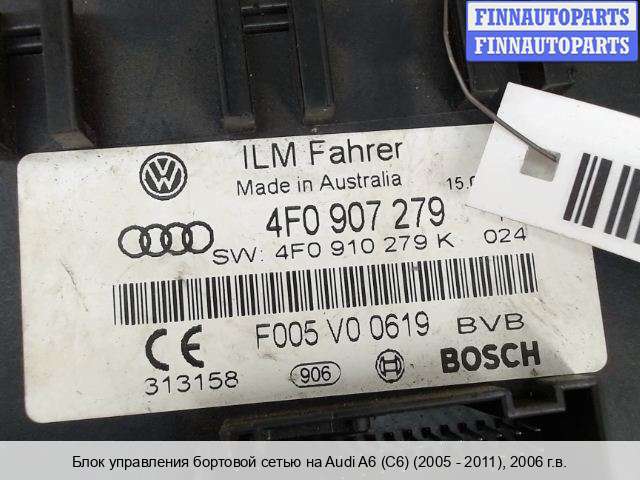 FINNAUTOPARTS
FINNAUTOPARTS
ILM Fahrer
Made in Australia 15.
4F0 907 279
SW: 4F0 910 279 K 024
F005 V0 0619 BVB
CE
313158 906 BOSCH
Блок управления бортовой сетью на Audi A6 (C6) (2005 - 2011), 2006 г.в.